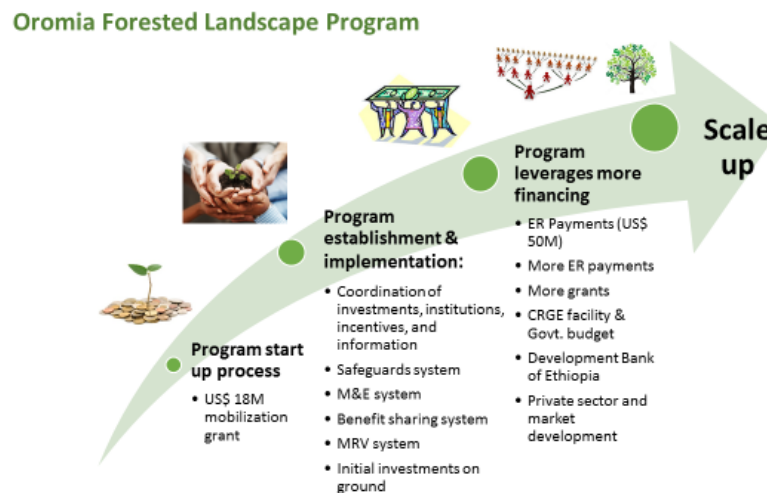 Oromia Forested Landscape Program
Scale
up
Program
leverages more
financing
• ER Payments (US$
50M)
• More ER payments
• More grants
• CRGE facility &
Govt. budget
• Development Bank
of Ethiopia
• Private sector and
market
development
Program
establishment &
implementation:
• Coordination of
investments, institutions,
incentives, and
information
• Safeguards system
• M&E system
• Benefit sharing system
• MRV system
• Initial investments on
ground
Program start
up process
• US$ 18M
mobilization
grant